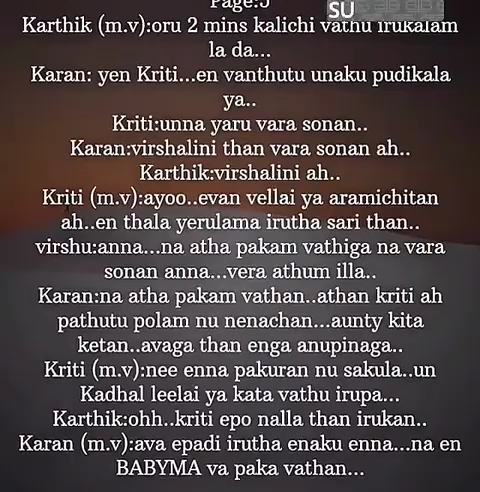 Page:5
SU
Karthik (m.v):oru 2 mins kalichi vathu irukalam
la da...
Karan: yen Kriti...en vanthutu unaku pudikala
ya..
Kriti:unna yaru vara sonan..
Karan:virshalini than vara sonan ah..
Karthik:virshalini ah..
Kriti (m.v):ayoo..evan vellai ya aramichitan
ah..en thala yerulama irutha sari than..
virshu:anna...na atha pakam vathiga na vara
sonan anna...vera athum illa..
Karan:na atha pakam vathan..athan kriti ah
pathutu polam nu nenachan...aunty kita
ketan..avaga than enga anupinaga..
Kriti (m.v):nee enna pakuran nu sakula..un
Kadhal leelai ya kata vathu irupa...
Karthik:ohh..kriti epo nalla than irukan..
Karan (m.v):ava epadi irutha enaku enna...na en
BABYMA va paka vathan...